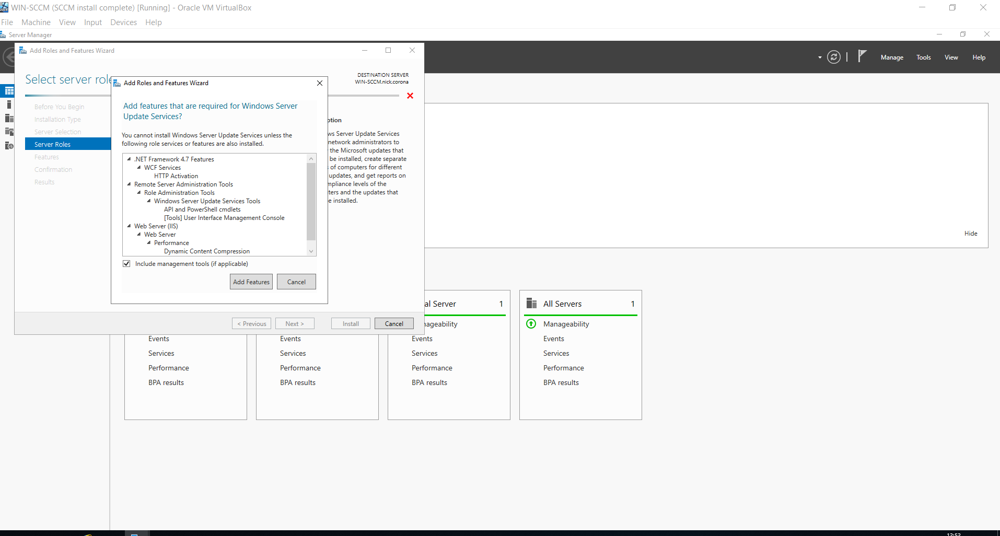 WIN-SCCM (SCCM install complete) [Running] - Oracle VM VirtualBox
File Machine View Input Devices Help
Server Manager
Add Roles and Features Wizard
Manage Tools View Help
Select server role
DESTINATION SERVER
WIN-SCCM.nick.corona
Before You Begin
Installation Type
Server Selection
Server Roles
Features
Confirmation
Results
Add Roles and Features Wizard
Add features that are required for Windows Server
Update Services?
You cannot install Windows Server Update Services unless the
following role services or features are also installed.
.NET Framework 4.7 Features
WCF Services
HTTP Activation
Remote Server Administration Tools
Role Administration Tools
Windows Server Update Services Tools
API and PowerShell cmdlets
[Tools] User Interface Management Console
Web Server (IIS)
Web Server
Performance
Dynamic Content Compression
Include management tools (if applicable)
Add Features Cancel
ption
ws Server Update Services
network administrators to
the Microsoft updates that
be installed, create separate
of computers for different
updates, and get reports on
mpliance levels of the
ters and the updates that
e installed.
< Previous Next > Install Cancel
Hide
al Server 1
ageability
All Servers 1
Manageability
Events
Services
Performance
BPA results
Events
Services
Performance
BPA results
Events
Services
Performance
BPA results
Events
Services
Performance
BPA results